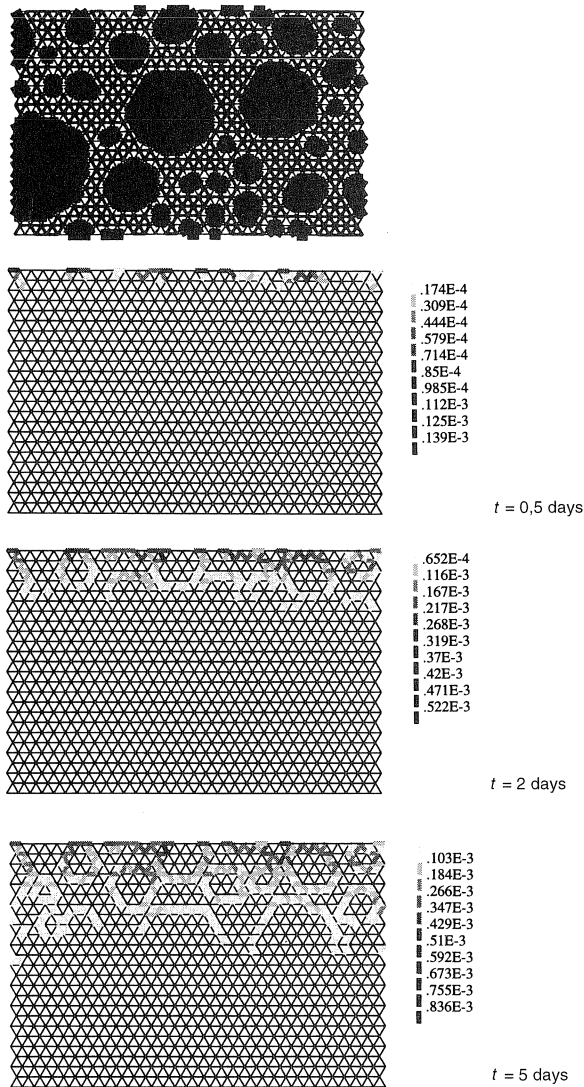 .174E-4
.309E-4
.444E-4
.579E-4
.714E-4
.85E-4
.985E-4
.112E-3
.125E-3
.139E-3
t = 0,5 days
.652E-4
.116E-3
.167E-3
.217E-3
.268E-3
.319E-3
.37E-3
.42E-3
.471E-3
.522E-3
t = 2 days
.103E-3
.184E-3
.266E-3
.347E-3
.429E-3
.51E-3
.592E-3
.673E-3
.755E-3
.836E-3
t = 5 days